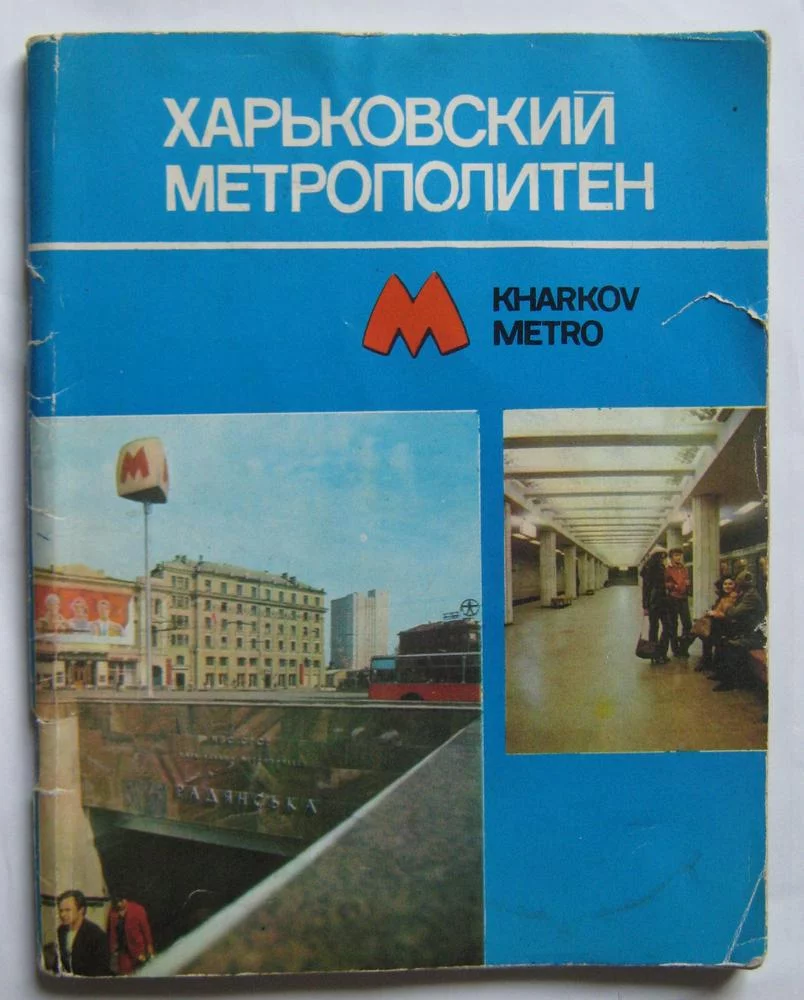 ХАРЬКОВСКИЙ
МЕТРОПОЛИТЕН
М
KHARKOV
METRO
М
РАДЯНСЬКА